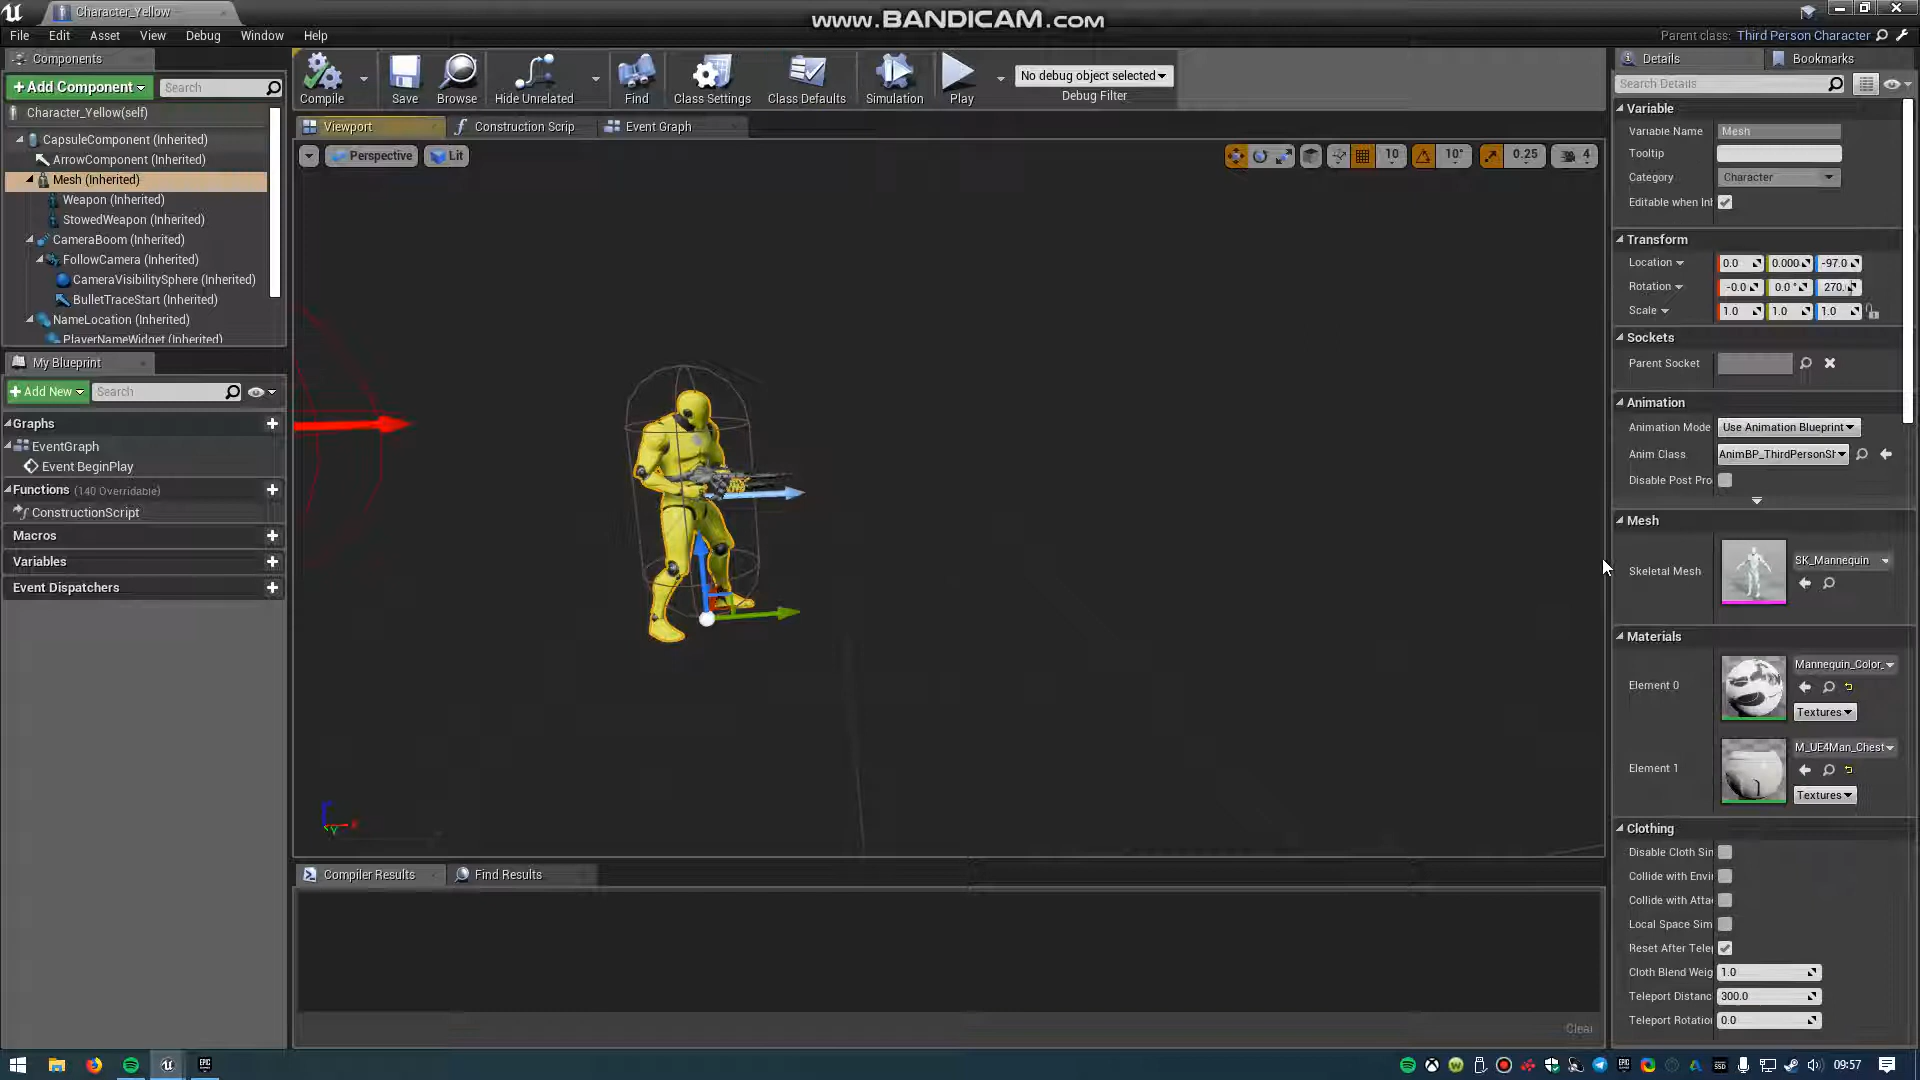 Character_Yellow
www.BANDICAM.com
File Edit Asset View Debug Window Help
Parent class: Third Person Character
Components
+Add Component
Search
Character_Yellow(self)
CapsuleComponent (Inherited)
ArrowComponent (Inherited)
Mesh (Inherited)
Weapon (Inherited)
StowedWeapon (Inherited)
CameraBoom (Inherited)
FollowCamera (Inherited)
CameraVisibilitySphere (Inherited)
BulletTraceStart (Inherited)
NameLocation (Inherited)
PlayerNameWidget (Inherited)
My Blueprint
+Add New
Search
Graphs
EventGraph
Event BeginPlay
Functions (140 Overridable)
ConstructionScript
Macros
Variables
Event Dispatchers
Compile
Save
Browse
Hide Unrelated
Find
Class Settings
Class Defaults
Simulation
Play
No debug object selected
Debug Filter
Viewport
Construction Scrip
Event Graph
Perspective
Lit
10
10°
0.25
4
Compiler Results
Find Results
Clear
Details
Bookmarks
Search Details
Variable
Variable Name Mesh
Tooltip
Category Character
Editable when Inh
Transform
Location 0.0 0.000 -97.0
Rotation -0.0 0.0 ° 270.
Scale 1.0 1.0 1.0
Sockets
Parent Socket
Animation
Animation Mode Use Animation Blueprint
Anim Class AnimBP_ThirdPersonSh
Disable Post Pro
Mesh
Skeletal Mesh SK_Mannequin
Materials
Element 0 Mannequin_Color_
Textures
Element 1 M_UE4Man_Chest
Textures
Clothing
Disable Cloth Sim
Collide with Envi
Collide with Atta
Local Space Sim
Reset After Tele
Cloth Blend Weig 1.0
Teleport Distanc 300.0
Teleport Rotatio 0.0
09:57